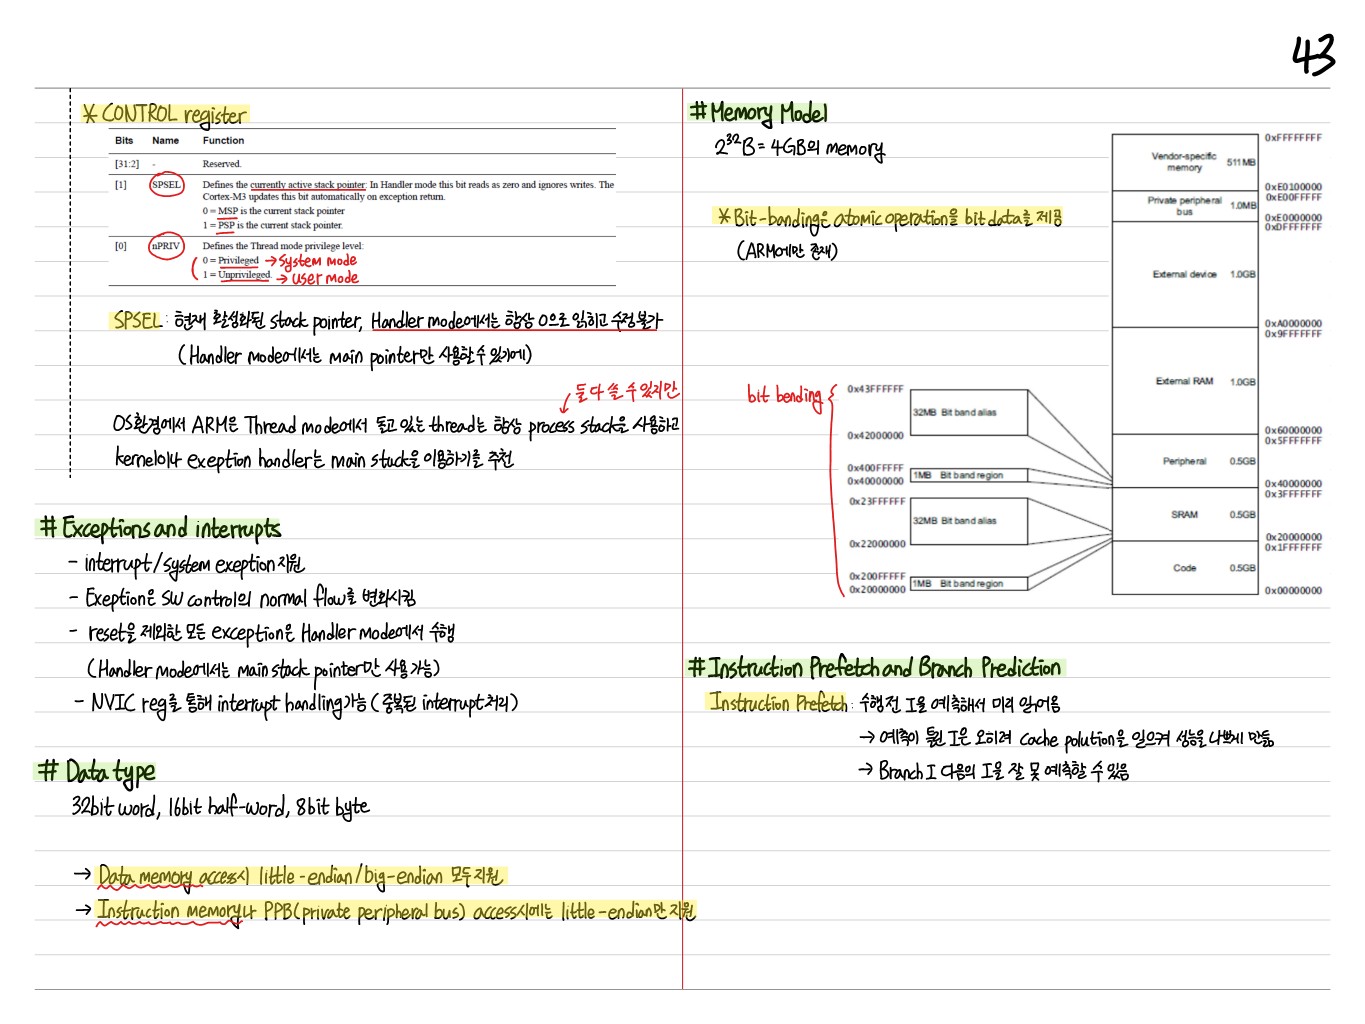 43
* CONTROL register
Bits Name Function
[31:2] - Reserved.
[1] SPSEL Defines the currently active stack pointer: In Handler mode this bit reads as zero and ignores writes. The
Cortex-M3 updates this bit automatically on exception return.
0 = MSP is the current stack pointer
1 = PSP is the current stack pointer.
[0] nPRIV Defines the Thread mode privilege level:
0 = Privileged → System mode
1 = Unprivileged. → user mode
SPSEL : 현재 활성화된 stack pointer, Handler mode에서는 항상 0으로 읽히고 수정불가
(Handler mode에서는 main pointer만 사용할 수 있기에)
둘 다 쓸 수 있지만
OS환경에서 ARM은 Thread mode에서 돌고 있는 thread는 항상 process stack을 사용하고
kernel이나 exeption handler는 main stack을 이용하기를 추천
# Exceptions and interrupts
- interrupt/system exeption 지원
- Exeption은 SW control의 normal flow를 변화시킴
- reset을 제외한 모든 exception은 Handler mode에서 수행
(Handler mode에서는 main stack pointer만 사용 가능)
- NVIC reg를 통해 interrupt handling 가능 (중복된 interrupt 처리)
# Data type
32bit word, 16bit half-word, 8bit byte
→ Data memory access시 little-endian/big-endian 모두 지원
→ Instruction memory나 PPB(private peripheral bus) access시에는 little-endian만 지원
# Memory Model
2³²B = 4GB의 memory
* Bit-banding은 atomic operation을 bit data를 제공
(ARM에만 존재)
bit bending
0x43FFFFFF
32MB Bit band alias
0x42000000
0x400FFFFF
0x40000000
1MB Bit band region
0x23FFFFFF
32MB Bit band alias
0x22000000
0x200FFFFF
0x20000000
1MB Bit band region
0xFFFFFFFF
Vendor-specific
memory
511MB
0xE0100000
0xE00FFFFF
Private peripheral
bus
1.0MB
0xE0000000
0xDFFFFFFF
External device 1.0GB
0xA0000000
0x9FFFFFFF
External RAM 1.0GB
0x60000000
0x5FFFFFFF
Peripheral 0.5GB
0x40000000
0x3FFFFFFF
SRAM 0.5GB
0x20000000
0x1FFFFFFF
Code 0.5GB
0x00000000
# Instruction Prefetch and Branch Prediction
Instruction Prefetch : 수행 전 I을 예측해서 미리 읽어옴
→ 예측이 틀린 I은 오히려 cache polution을 일으켜 성능을 나쁘게 만듦
→ Branch I 다음의 I을 잘 못 예측할 수 있음